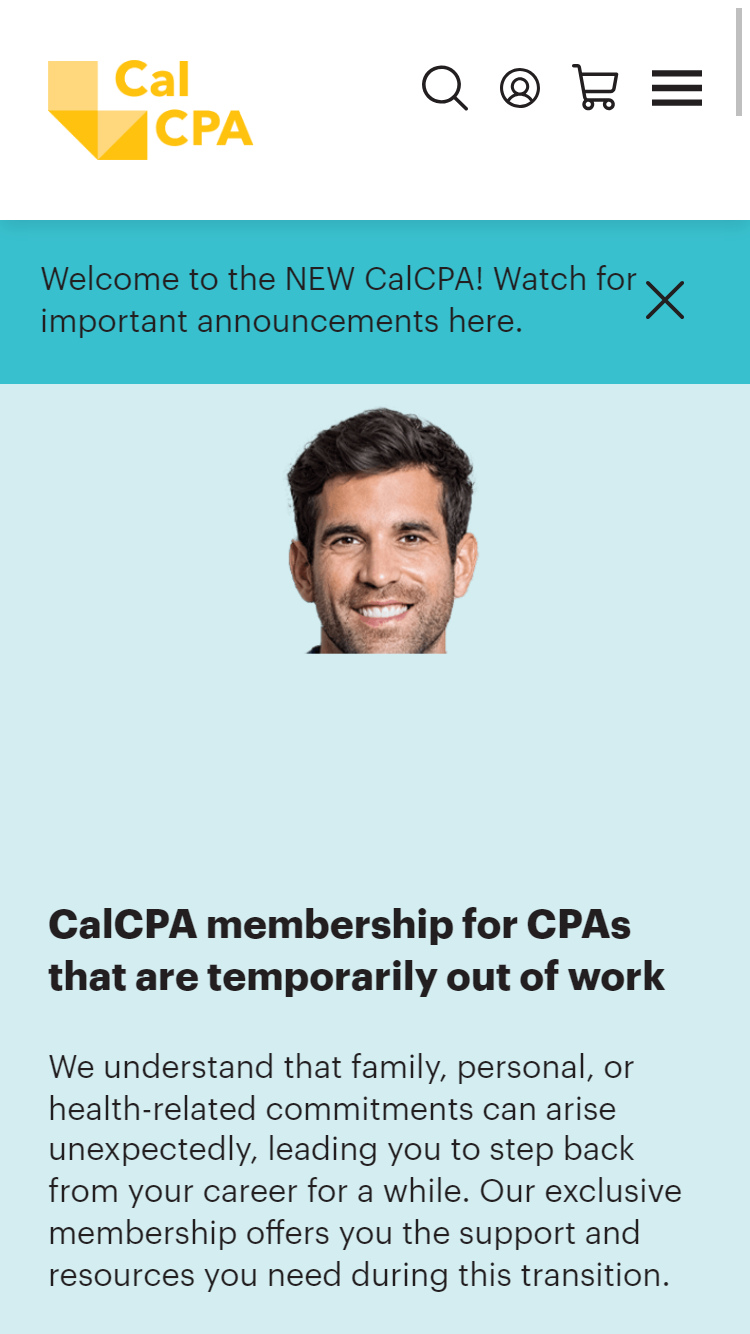 Cal
CPA
Welcome to the NEW CalCPA! Watch for
important announcements here.
CalCPA membership for CPAs
that are temporarily out of work
We understand that family, personal, or
health-related commitments can arise
unexpectedly, leading you to step back
from your career for a while. Our exclusive
membership offers you the support and
resources you need during this transition.